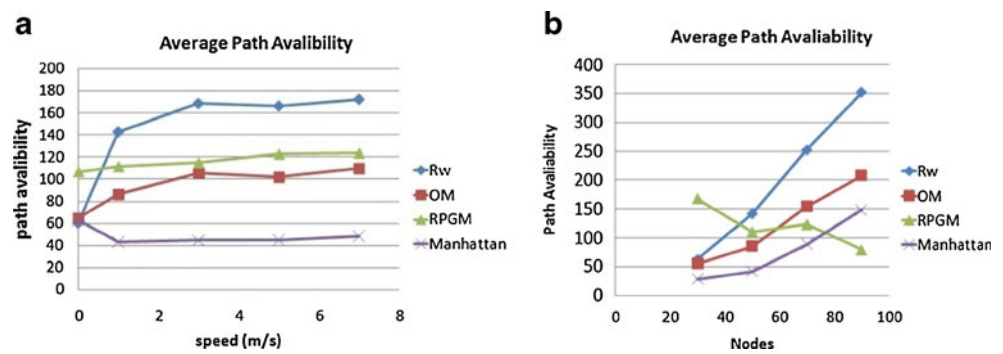 a
Average Path Avalibility
path avalibility
200
180
160
140
120
100
80
60
40
20
0
0 2 4 6 8
speed (m/s)
Rw
OM
RPGM
Manhattan
b
Average Path Avaliability
Path Avaliability
400
350
300
250
200
150
100
50
0
0 20 40 60 80 100
Nodes
Rw
OM
RPGM
Manhattan